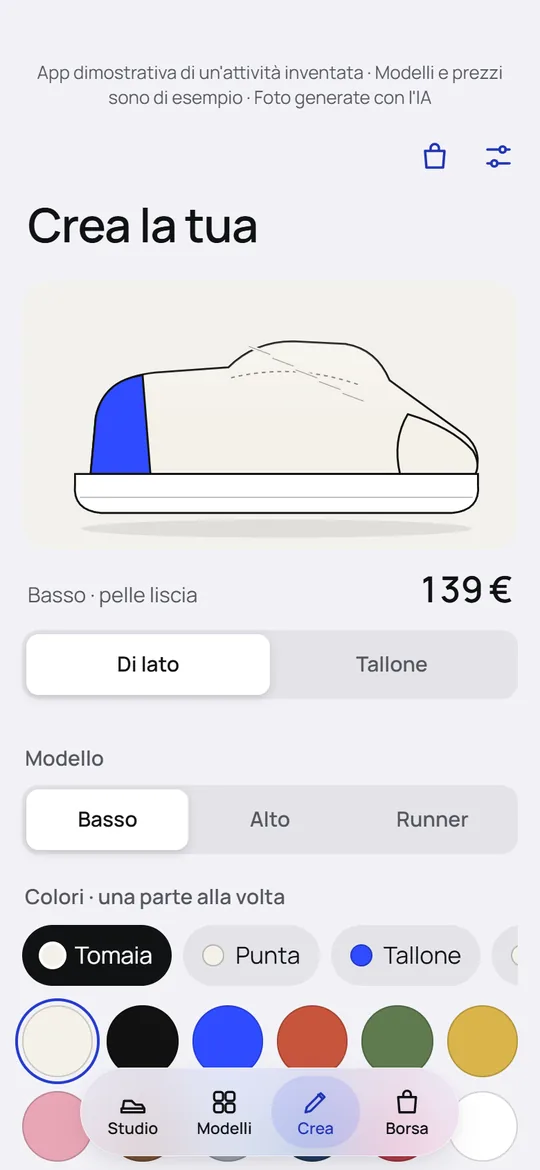 App dimostrativa di un'attività inventata · Modelli e prezzi
sono di esempio · Foto generate con l'IA
Crea la tua
Basso · pelle liscia
139 €
Di lato
Tallone
Modello
Basso
Alto
Runner
Colori · una parte alla volta
Tomaia
Punta
Tallone
Studio
Modelli
Crea
Borsa